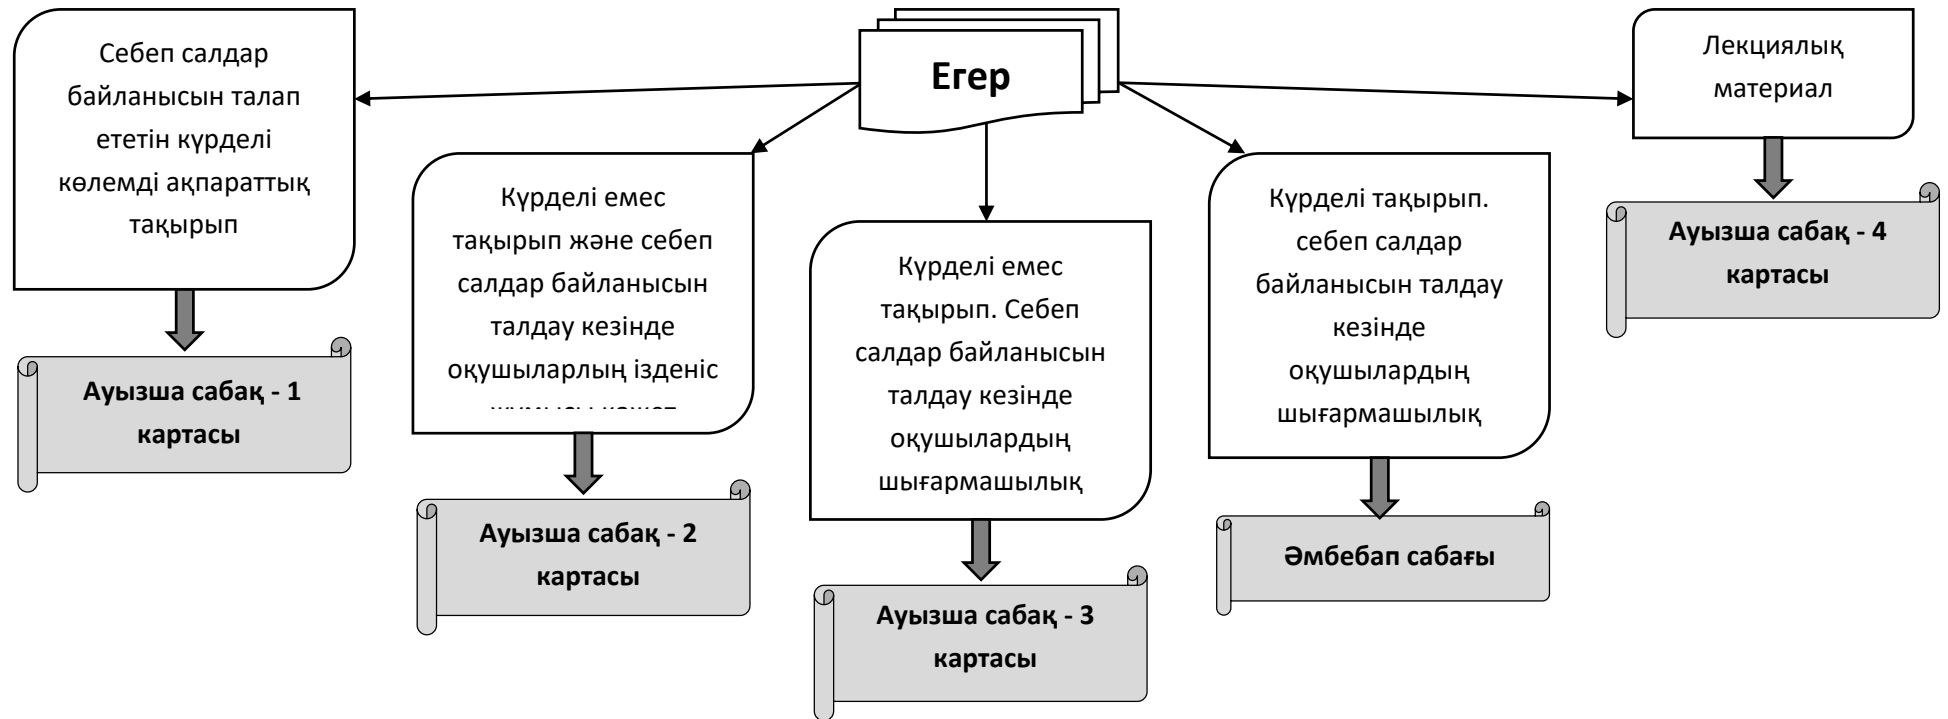 Егер
Себеп салдар
байланысын талап
ететін күрделі
көлемді ақпараттық
тақырып
Ауызша сабақ - 1
картасы
Күрделі емес
тақырып және себеп
салдар байланысын
талдау кезінде
оқушыларлың ізденіс
Ауызша сабақ - 2
картасы
Күрделі емес
тақырып. Себеп
салдар байланысын
талдау кезінде
оқушылардың
шығармашылық
Ауызша сабақ - 3
картасы
Күрделі тақырып.
себеп салдар
байланысын талдау
кезінде
оқушылардың
шығармашылық
Әмбебап сабағы
Лекциялық
материал
Ауызша сабақ - 4
картасы